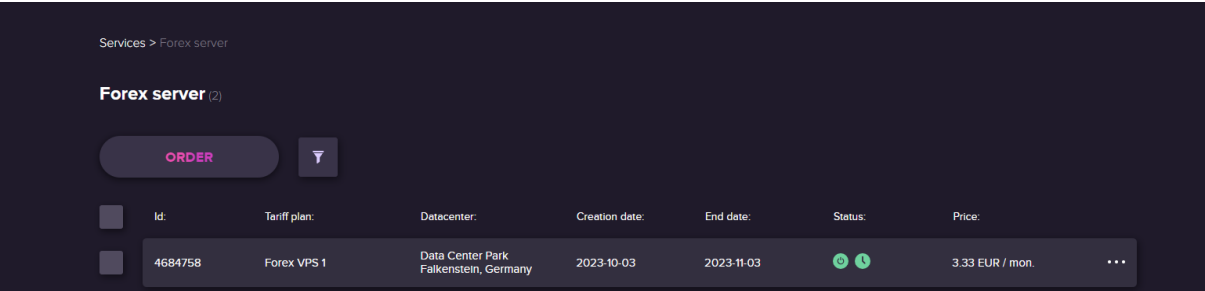 Services > Forex server
Forex server (2)
ORDER
Id: Tariff plan: Datacenter: Creation date: End date: Status: Price:
4684758 Forex VPS 1 Data Center Park Falkenstein, Germany 2023-10-03 2023-11-03 3.33 EUR / mon.